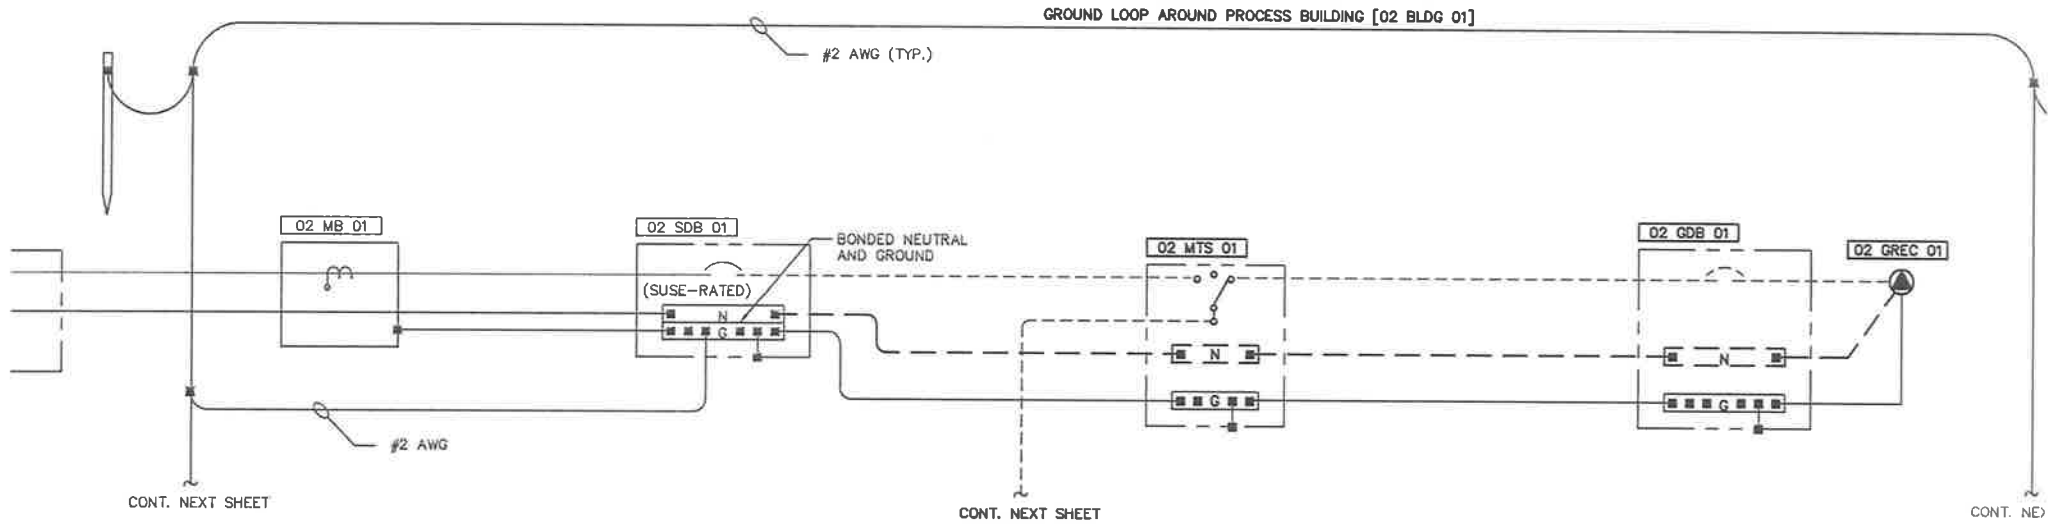 GROUND LOOP AROUND PROCESS BUILDING [02 BLDG 01]
#2 AWG (TYP.)
02 MB 01
02 SDB 01
BONDED NEUTRAL
AND GROUND
(SUSE-RATED)
N
G
02 MTS 01
N
G
02 GDB 01
N
G
02 GREC 01
#2 AWG
CONT. NEXT SHEET
CONT. NEXT SHEET
CONT.